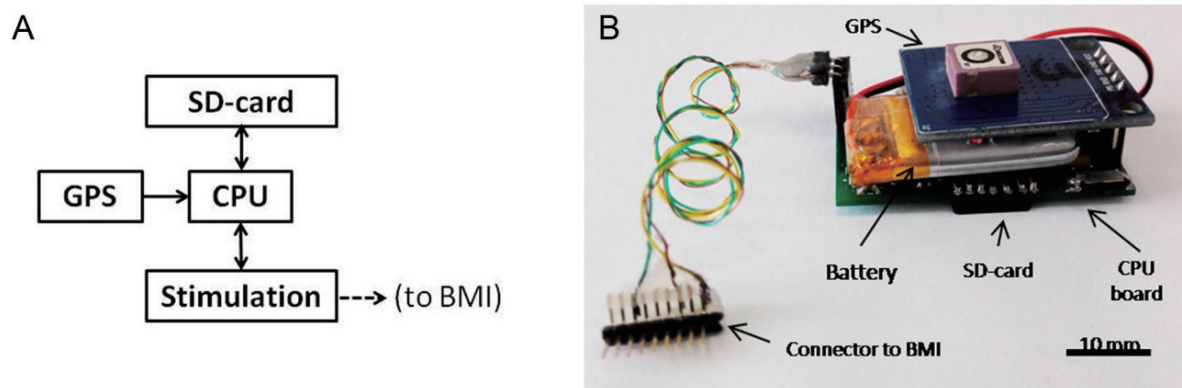 A
SD-card
GPS
CPU
Stimulation
(to BMI)
B
GPS
Battery
SD-card
CPU
board
Connector to BMI
10 mm